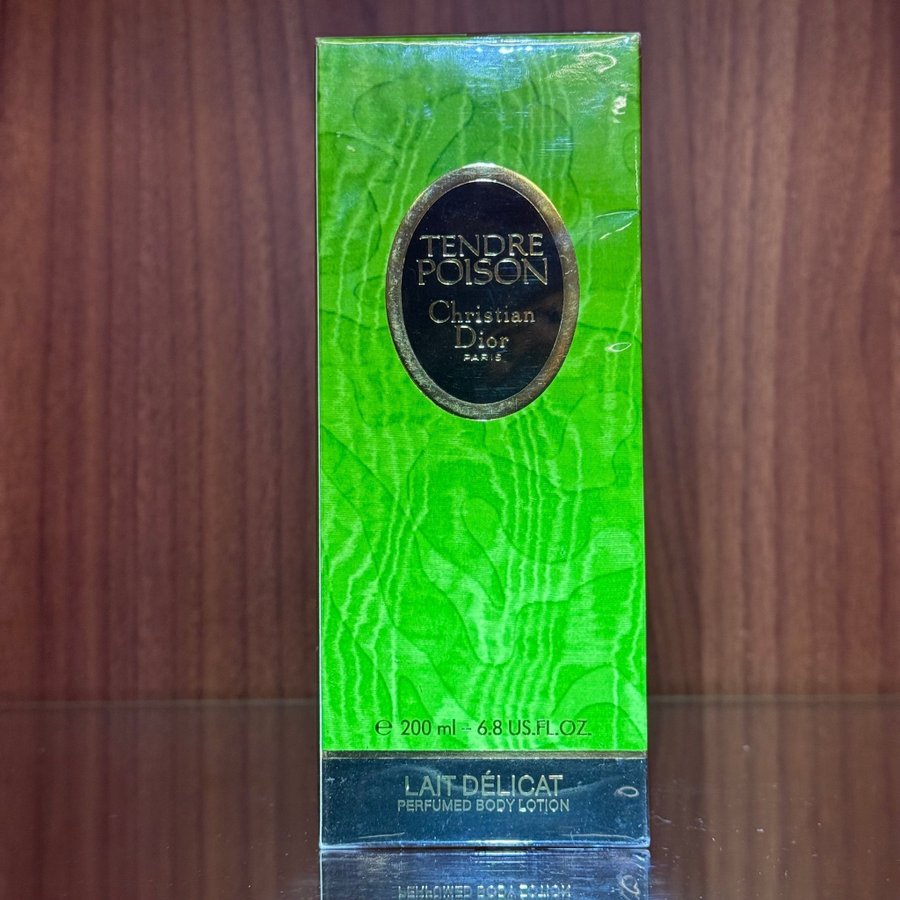 TENDRE
POISON
Christian
Dior
PARIS
℮ 200 ml - 6.8 US.FL.OZ.
LAIT DÉLICAT
PERFUMED BODY LOTION